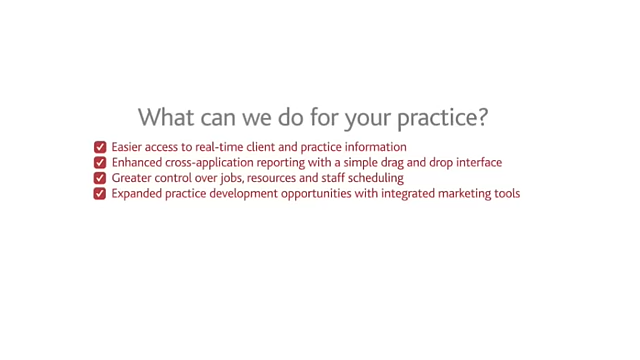 What can we do for your practice?
Easier access to real-time client and practice information
Enhanced cross-application reporting with a simple drag and drop interface
Greater control over jobs, resources and staff scheduling
Expanded practice development opportunities with integrated marketing tools